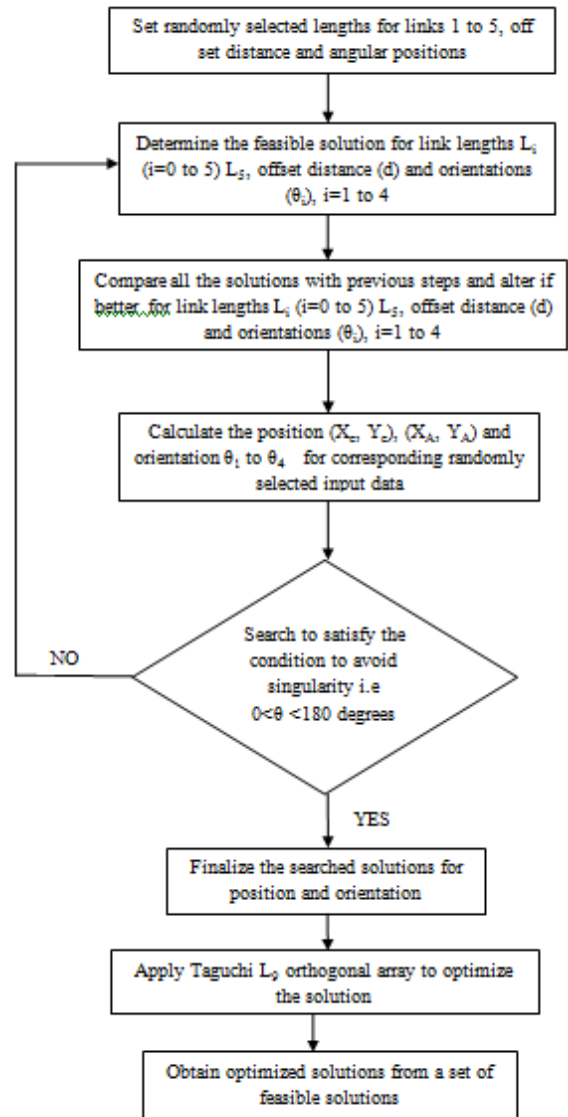 Set randomly selected lengths for links 1 to 5, off
set distance and angular positions
Determine the feasible solution for link lengths Lᵢ
(i=0 to 5) L₅, offset distance (d) and orientations
(θᵢ), i=1 to 4
Compare all the solutions with previous steps and alter if
better, for link lengths Lᵢ (i=0 to 5) L₅, offset distance (d)
and orientations (θᵢ), i=1 to 4
Calculate the position (Xₑ, Yₑ), (X_A, Y_A) and
orientation θ₁ to θ₄ for corresponding randomly
selected input data
Search to satisfy the
condition to avoid
singularity i.e
0<θ <180 degrees
NO
YES
Finalize the searched solutions for
position and orientation
Apply Taguchi L₉ orthogonal array to optimize
the solution
Obtain optimized solutions from a set of
feasible solutions